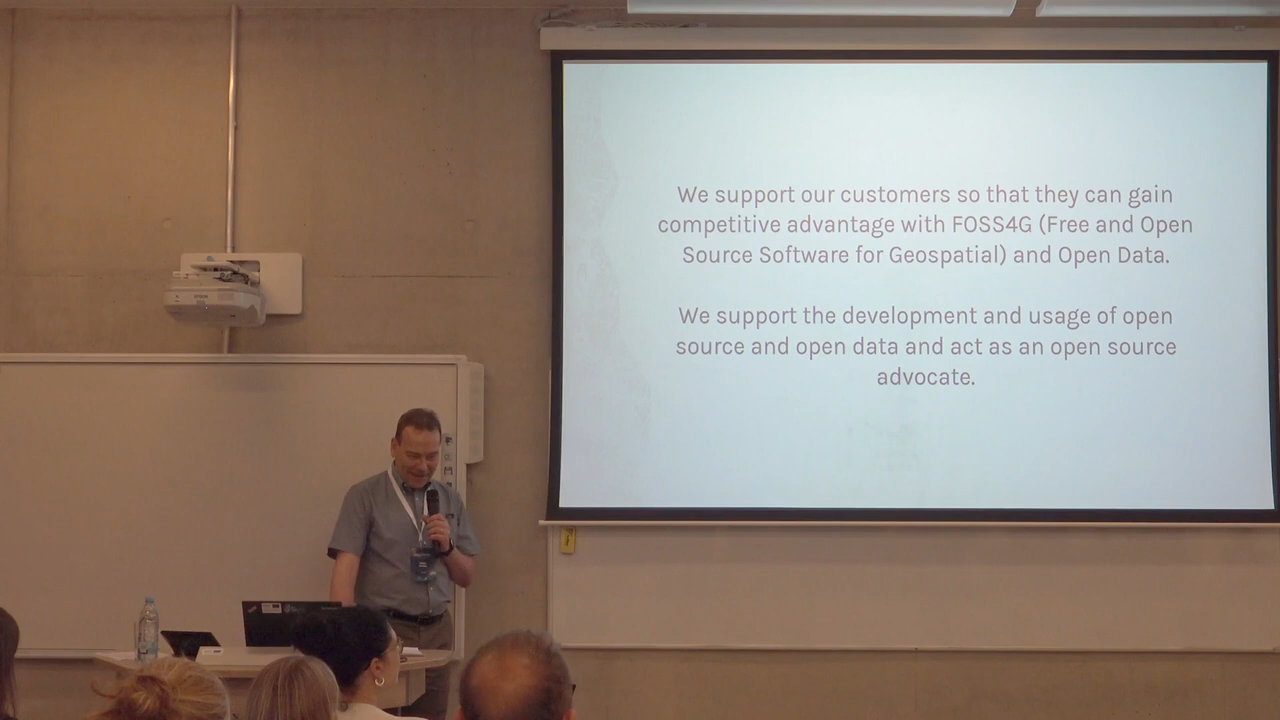 We support our customers so that they can gain
competitive advantage with FOSS4G (Free and Open
Source Software for Geospatial) and Open Data.
We support the development and usage of open
source and open data and act as an open source
advocate.
EPSON